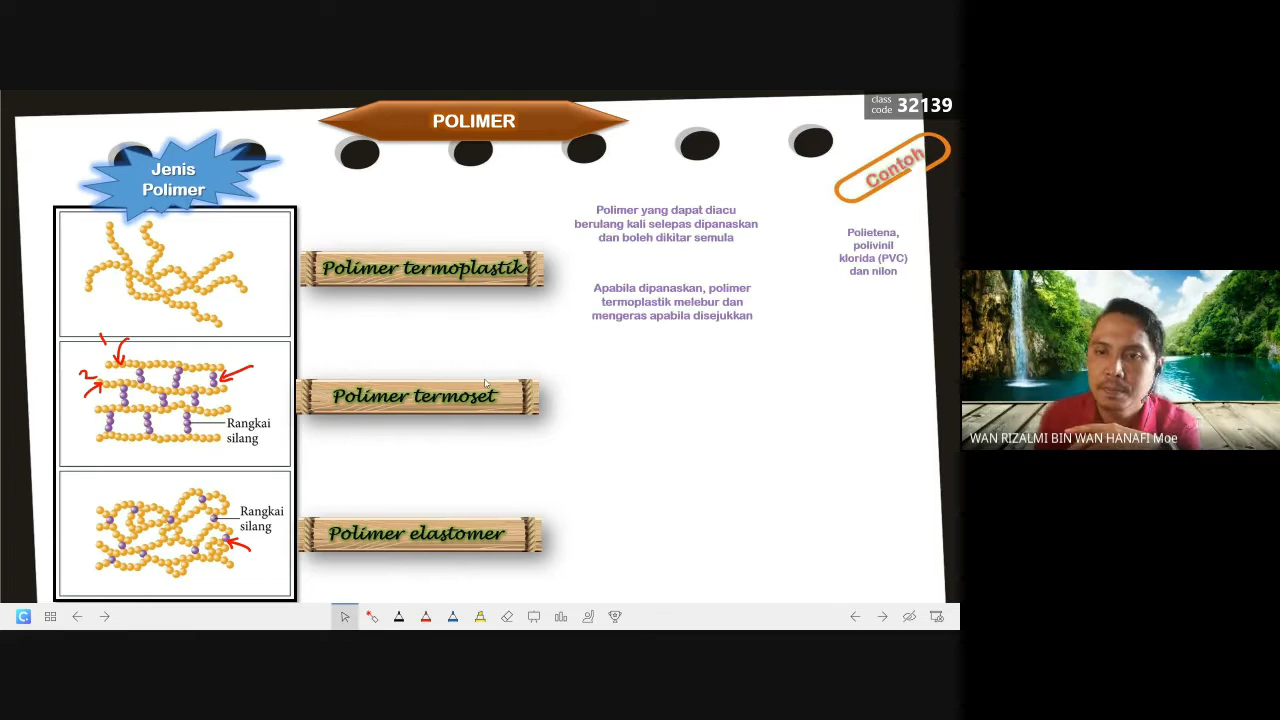 POLIMER
class
code 32139
Jenis
Polimer
Contoh
Polimer termoplastik
Polimer yang dapat diacu
berulang kali selepas dipanaskan
dan boleh dikitar semula
Apabila dipanaskan, polimer
termoplastik melebur dan
mengeras apabila disejukkan
Polietena,
polivinil
klorida (PVC)
dan nilon
1
2
Rangkai
silang
Polimer termoset
Rangkai
silang
Polimer elastomer
WAN RIZALMI BIN WAN HANAFI Moe
C